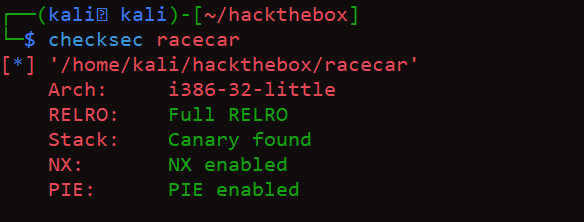 ┌──(kali㉿ kali)-[~/hackthebox]
└─$ checksec racecar
[*] '/home/kali/hackthebox/racecar'
Arch: i386-32-little
RELRO: Full RELRO
Stack: Canary found
NX: NX enabled
PIE: PIE enabled